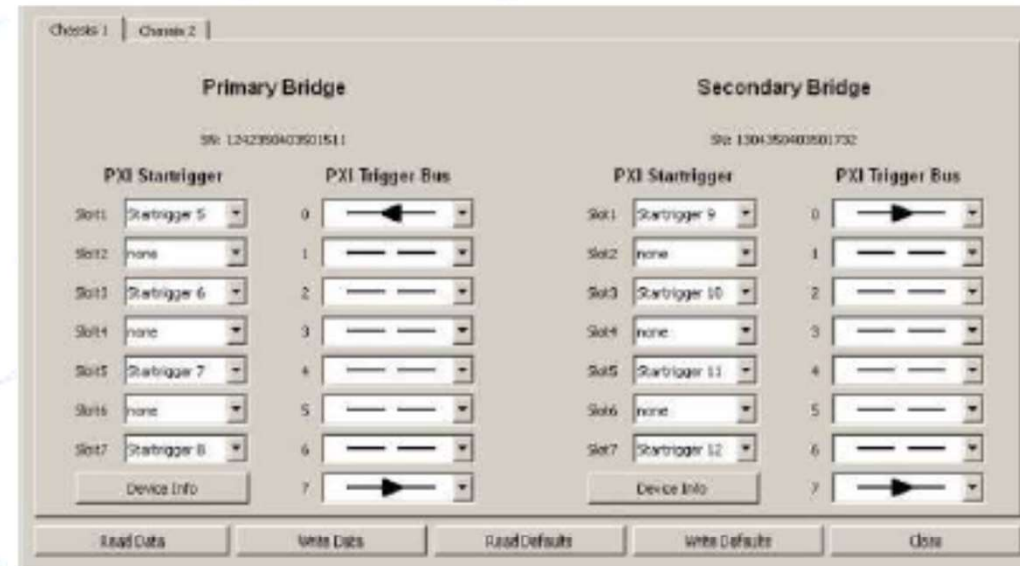 Chassis 1 Chassis 2
Primary Bridge Secondary Bridge
SN: 1242350403501511 SN: 1304350403501732
PXI Startrigger PXI Trigger Bus PXI Startrigger PXI Trigger Bus
Slot1 Startrigger 5 0 Slot1 Startrigger 9 0
Slot2 none 1 Slot2 none 1
Slot3 Startrigger 6 2 Slot3 Startrigger 10 2
Slot4 none 3 Slot4 none 3
Slot5 Startrigger 7 4 Slot5 Startrigger 11 4
Slot6 none 5 Slot6 none 5
Slot7 Startrigger 8 6 Slot7 Startrigger 12 6
Device Info 7 Device Info 7
Read Data Write Data Read Defaults Write Defaults Close